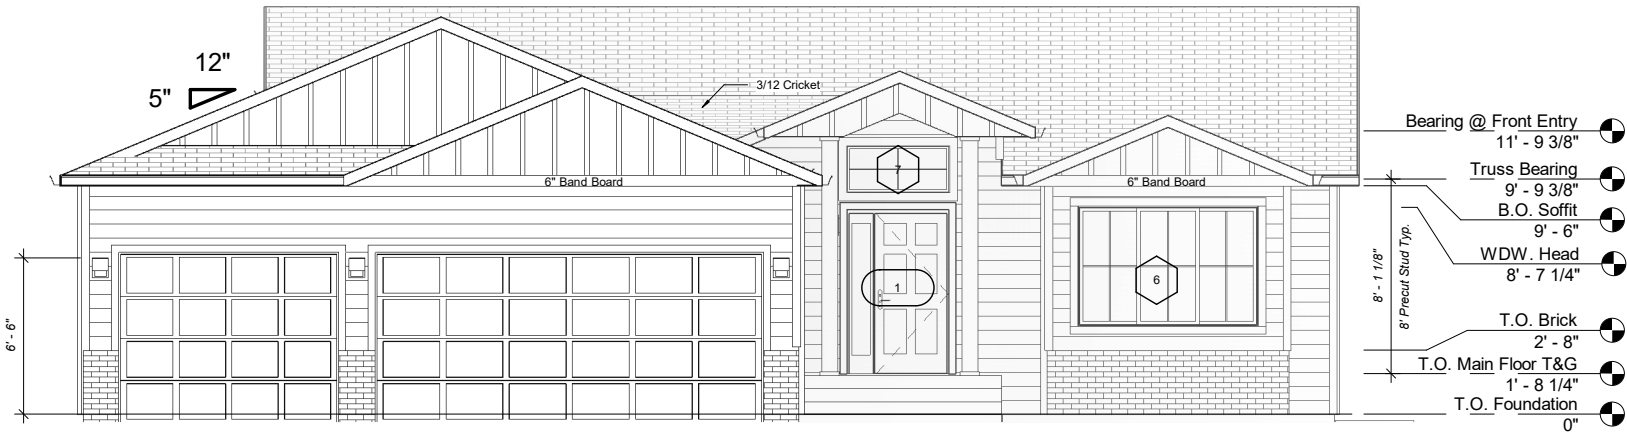 12"
5"
3/12 Cricket
Bearing @ Front Entry
11' - 9 3/8"
7
Truss Bearing
6" Band Board
6" Band Board
9' - 9 3/8"
B.O. Soffit
9' - 6"
WDW. Head
8' - 7 1/4"
6
1
8' - 1 1/8"
8' Precut Stud Typ.
6' - 6"
T.O. Brick
2' - 8"
T.O. Main Floor T&G
1' - 8 1/4"
T.O. Foundation
0"